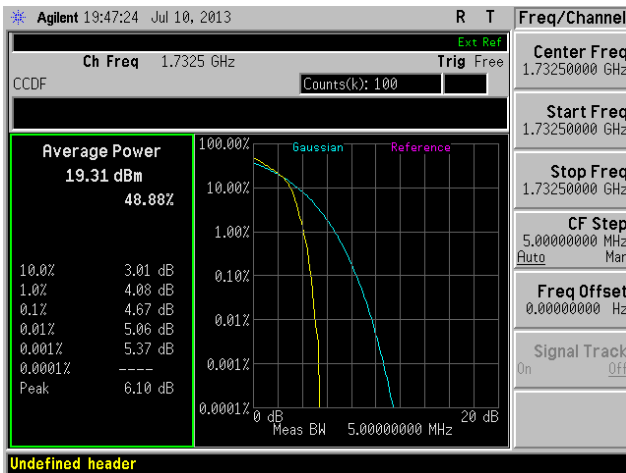 Agilent 19:47:24 Jul 10, 2013 R T
Ext Ref
Ch Freq 1.7325 GHz Trig Free
CCDF Counts(k): 100
Average Power
19.31 dBm
48.88%
10.0% 3.01 dB
1.0% 4.08 dB
0.1% 4.67 dB
0.01% 5.06 dB
0.001% 5.37 dB
0.0001% ----
Peak 6.10 dB
Gaussian Reference
100.00%
10.00%
1.00%
0.10%
0.01%
0.001%
0.0001%
0 dB 20 dB
Meas BW 5.00000000 MHz
Freq/Channel
Center Freq
1.73250000 GHz
Start Freq
1.73250000 GHz
Stop Freq
1.73250000 GHz
CF Step
5.00000000 MHz
Auto Man
Freq Offset
0.00000000 Hz
Signal Track
On Off
Undefined header